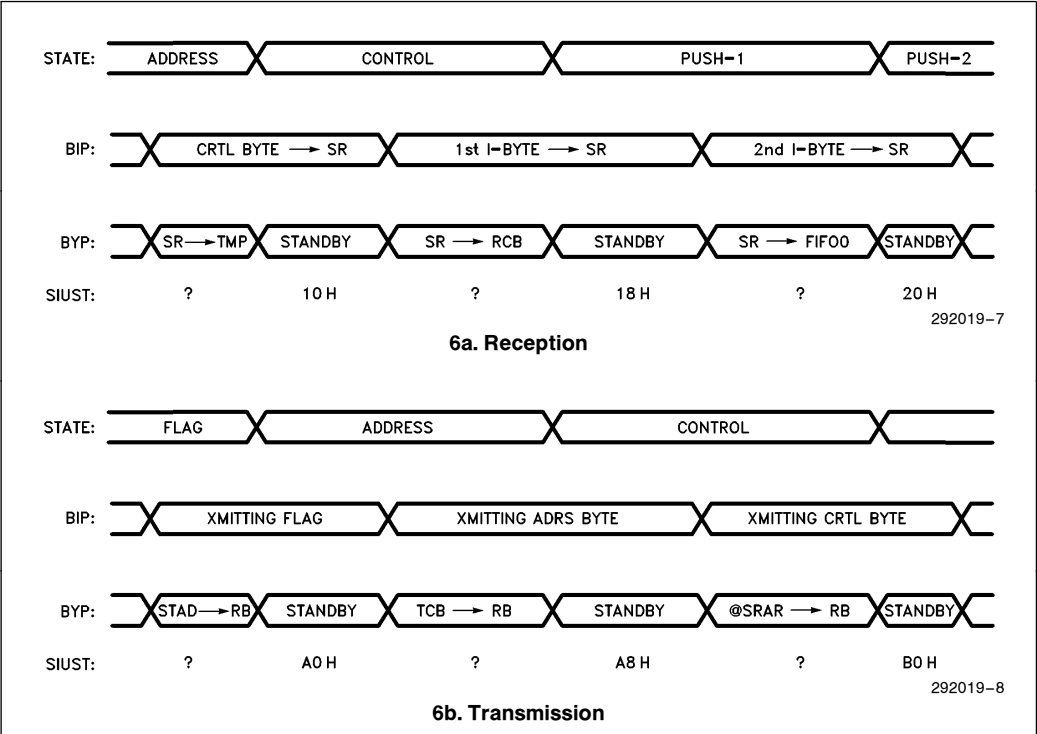 STATE: ADDRESS CONTROL PUSH-1 PUSH-2
BIP: CRTL BYTE → SR 1st I-BYTE → SR 2nd I-BYTE → SR
BYP: SR → TMP STANDBY SR → RCB STANDBY SR → FIFO0 STANDBY
SIUST: ? 10 H ? 18 H ? 20 H
292019-7
6a. Reception
STATE: FLAG ADDRESS CONTROL
BIP: XMITTING FLAG XMITTING ADRS BYTE XMITTING CRTL BYTE
BYP: STAD → RB STANDBY TCB → RB STANDBY @SRAR → RB STANDBY
SIUST: ? A0 H ? A8 H ? B0 H
292019-8
6b. Transmission